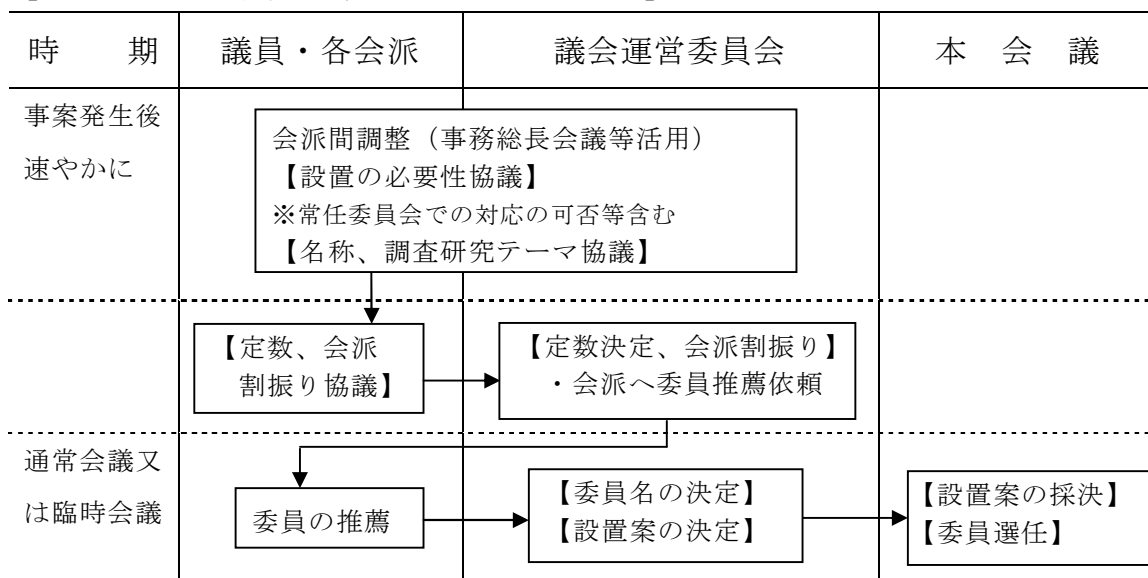 時　　期
議員・各会派
議会運営委員会
本　会　議
事案発生後
速やかに
会派間調整（事務総長会議等活用）
【設置の必要性協議】
※常任委員会での対応の可否等含む
【名称、調査研究テーマ協議】
【定数、会派
割振り協議】
【定数決定、会派割振り】
・会派へ委員推薦依頼
通常会議又
は臨時会議
委員の推薦
【委員名の決定】
【設置案の決定】
【設置案の採決】
【委員選任】